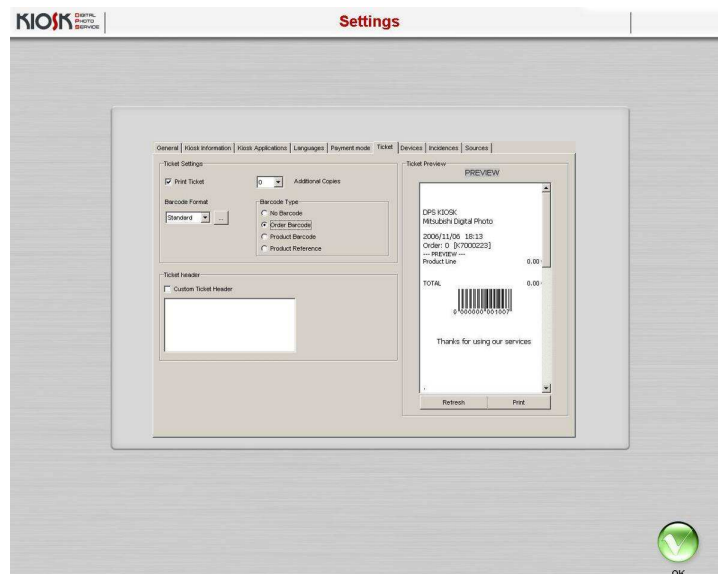 KIOSK DIGITAL PHOTO SERVICE
Settings
General Kiosk Information Kiosk Applications Languages Payment mode Ticket Devices Incidences Sources
Ticket Settings
Print Ticket
0
Additional Copies
Barcode Format
Standard
...
Barcode Type
No Barcode
Order Barcode
Product Barcode
Product Reference
Ticket header
Custom Ticket Header
Ticket Preview
PREVIEW
DPS KIOSK
Mitsubishi Digital Photo
2006/11/06 18:13
Order: 0 [K7000223]
--- PREVIEW ---
Product Line 0.00
TOTAL 0.00
0 000000 001007
Thanks for using our services
.
Refresh Print
OK